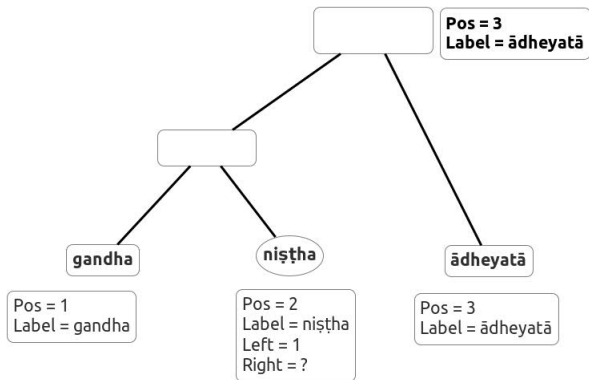 Pos = 3
Label = ādheyatā
gandha
niṣṭha
ādheyatā
Pos = 1
Label = gandha
Pos = 2
Label = niṣṭha
Left = 1
Right = ?
Pos = 3
Label = ādheyatā